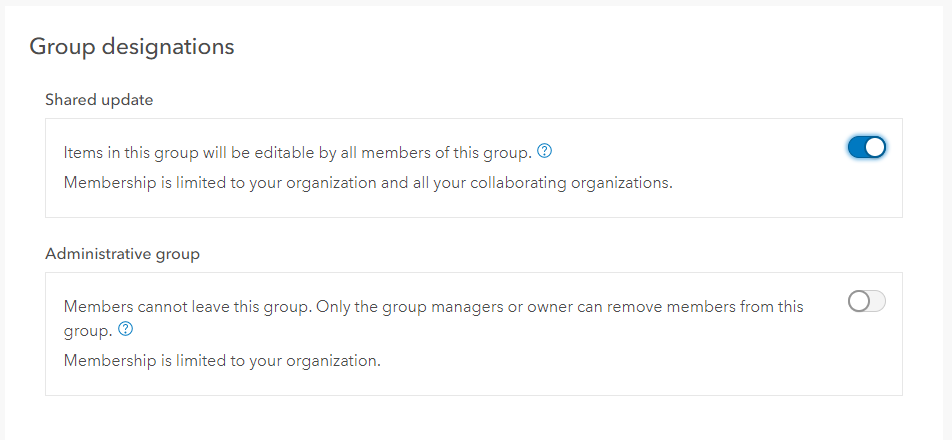 Group designations
Shared update
Items in this group will be editable by all members of this group. ?
Membership is limited to your organization and all your collaborating organizations.
Administrative group
Members cannot leave this group. Only the group managers or owner can remove members from this
group. ?
Membership is limited to your organization.